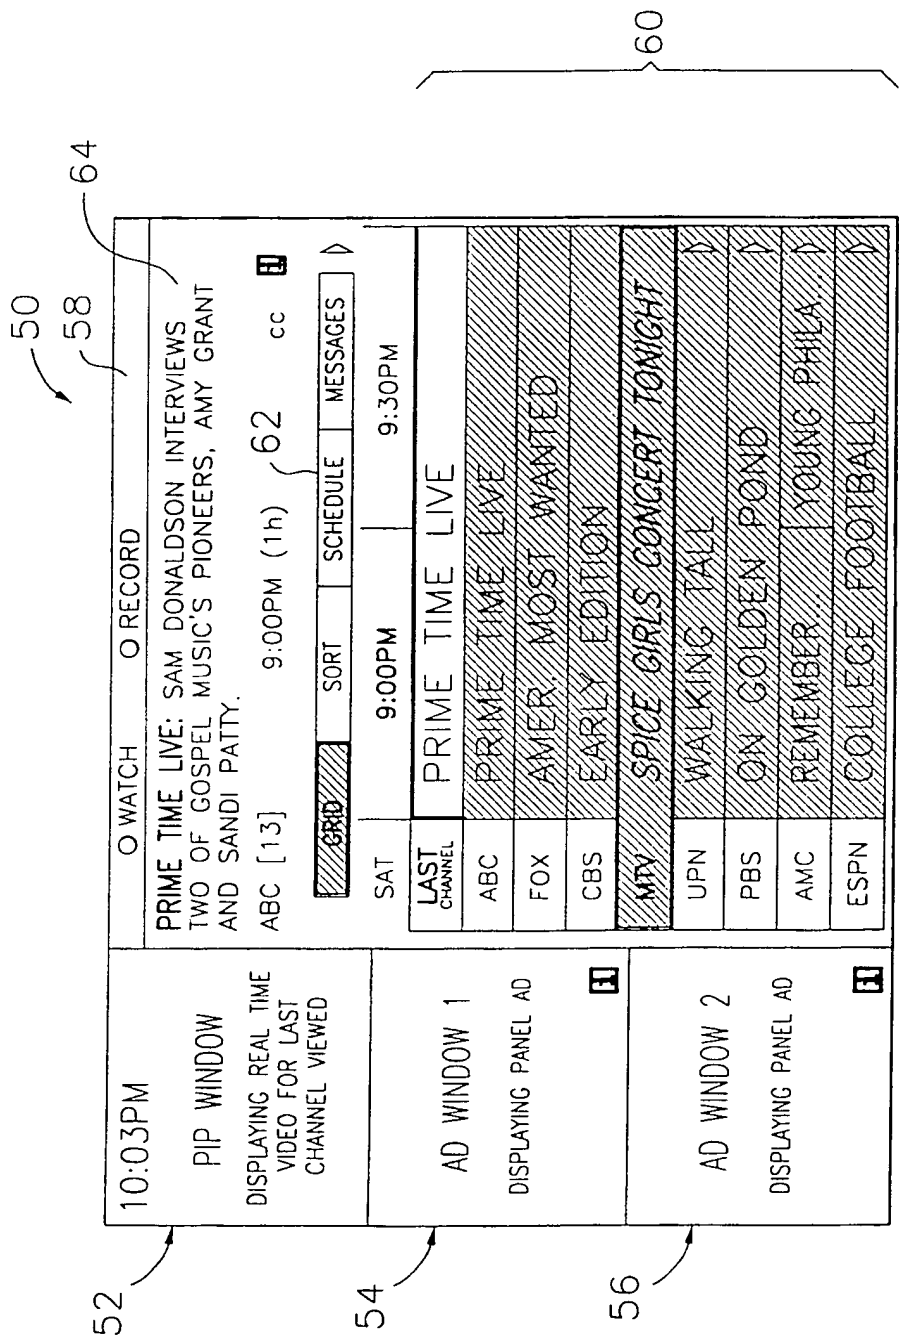 50
58
64
52
54
56
60
62
10:03PM
PIP WINDOW
DISPLAYING REAL TIME
VIDEO FOR LAST
CHANNEL VIEWED
AD WINDOW 1
DISPLAYING PANEL AD
i
AD WINDOW 2
DISPLAYING PANEL AD
i
O WATCH O RECORD
PRIME TIME LIVE: SAM DONALDSON INTERVIEWS
TWO OF GOSPEL MUSIC'S PIONEERS, AMY GRANT
AND SANDI PATTY.
ABC [13] 9:00PM (1h) cc i
GRID SORT SCHEDULE MESSAGES
SAT 9:00PM 9:30PM
LAST CHANNEL PRIME TIME LIVE
ABC PRIME TIME LIVE
FOX AMER. MOST WANTED
CBS EARLY EDITION
MTV SPICE GIRLS CONCERT TONIGHT
UPN WALKING TALL
PBS ON GOLDEN POND
AMC REMEMBER.. YOUNG PHILA...
ESPN COLLEGE FOOTBALL